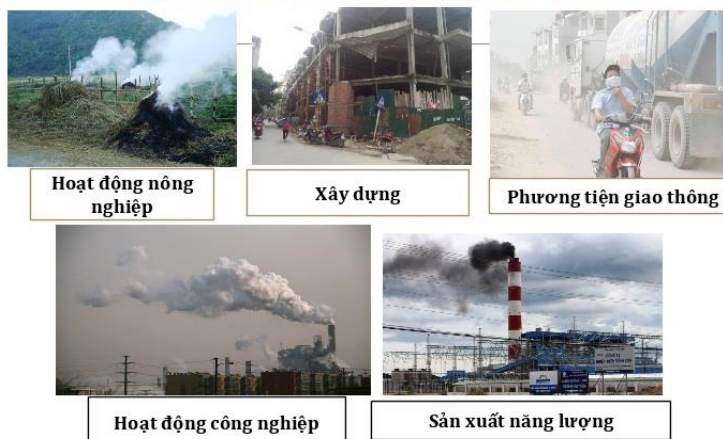 Hoạt động nông
nghiệp
Xây dựng
Phương tiện giao thông
Hoạt động công nghiệp
Sản xuất năng lượng